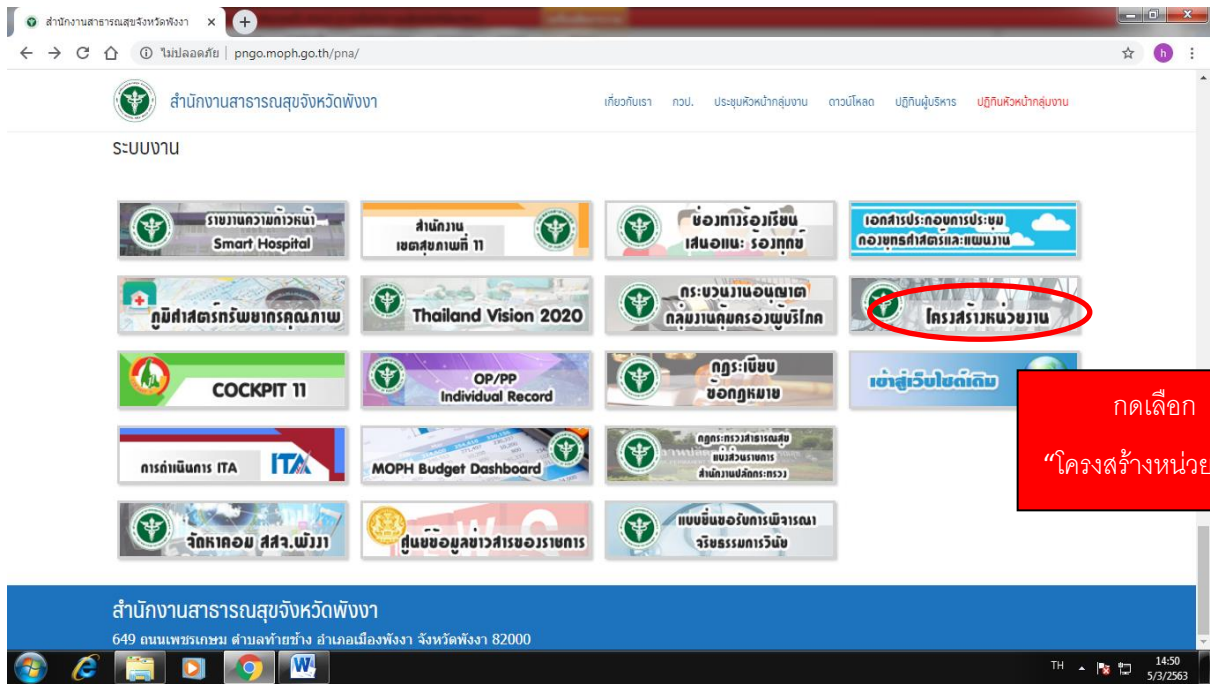 สำนักงานสาธารณสุขจังหวัดพังงา
ไม่ปลอดภัย | pngo.moph.go.th/pna/
h
สำนักงานสาธารณสุขจังหวัดพังงา
เกี่ยวกับเรา กวป. ประชุมหัวหน้ากลุ่มงาน ดาวน์โหลด ปฏิทินผู้บริหาร ปฏิทินหัวหน้ากลุ่มงาน
ระบบงาน
รายงานความก้าวหน้า
Smart Hospital
สำนักงาน
เขตสุขภาพที่ 11
ช่องทางร้องเรียน
เสนอแนะ ร้องทุกข์
เอกสารประกอบการประชุม
กองยุทธศาสตร์และแผนงาน
ภูมิศาสตร์ทรัพยากรคุณภาพ
Thailand Vision 2020
กระบวนงานอนุญาต
กลุ่มงานคุ้มครองผู้บริโภค
โครงสร้างหน่วยงาน
COCKPIT 11
OP/PP
Individual Record
กฎระเบียบ
ข้อกฎหมาย
เข้าสู่เว็บไซต์เดิม
กดเลือก
“โครงสร้างหน่วย
การดำเนินการ ITA
ITA
MOPH Budget Dashboard
กฎกระทรวงสาธารณสุข
แบ่งส่วนราชการ
สำนักงานปลัดกระทรวง
จัดหาคอม สสจ.พังงา
ศูนย์ข้อมูลข่าวสารของราชการ
แบบยื่นขอรับการพิจารณา
จริยธรรมการวิจัย
สำนักงานสาธารณสุขจังหวัดพังงา
649 ถนนเพชรเกษม ตำบลท้ายช้าง อำเภอเมืองพังงา จังหวัดพังงา 82000
TH
14:50
5/3/2563